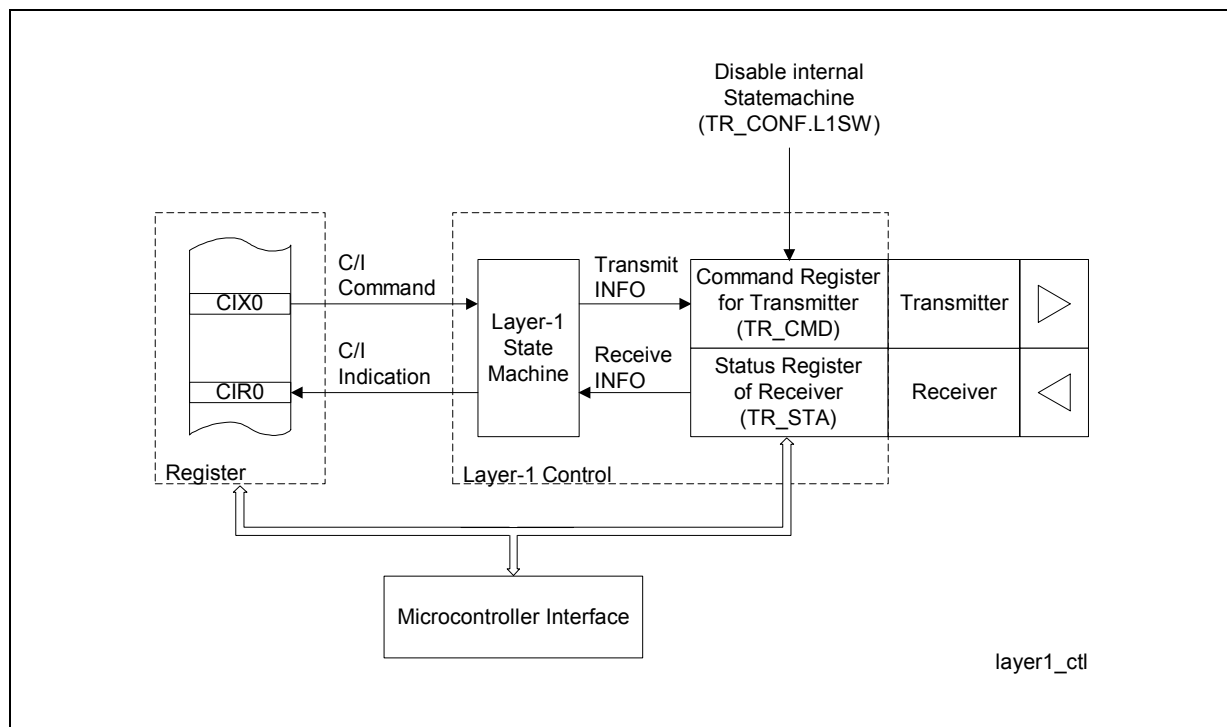 Disable internal
Statemachine
(TR_CONF.L1SW)
C/I
Command
Transmit
INFO
Command Register
for Transmitter
(TR_CMD)
Transmitter
CIX0
Layer-1
State
Machine
C/I
Indication
Receive
INFO
Status Register
of Receiver
(TR_STA)
Receiver
CIR0
Register
Layer-1 Control
Microcontroller Interface
layer1_ctl